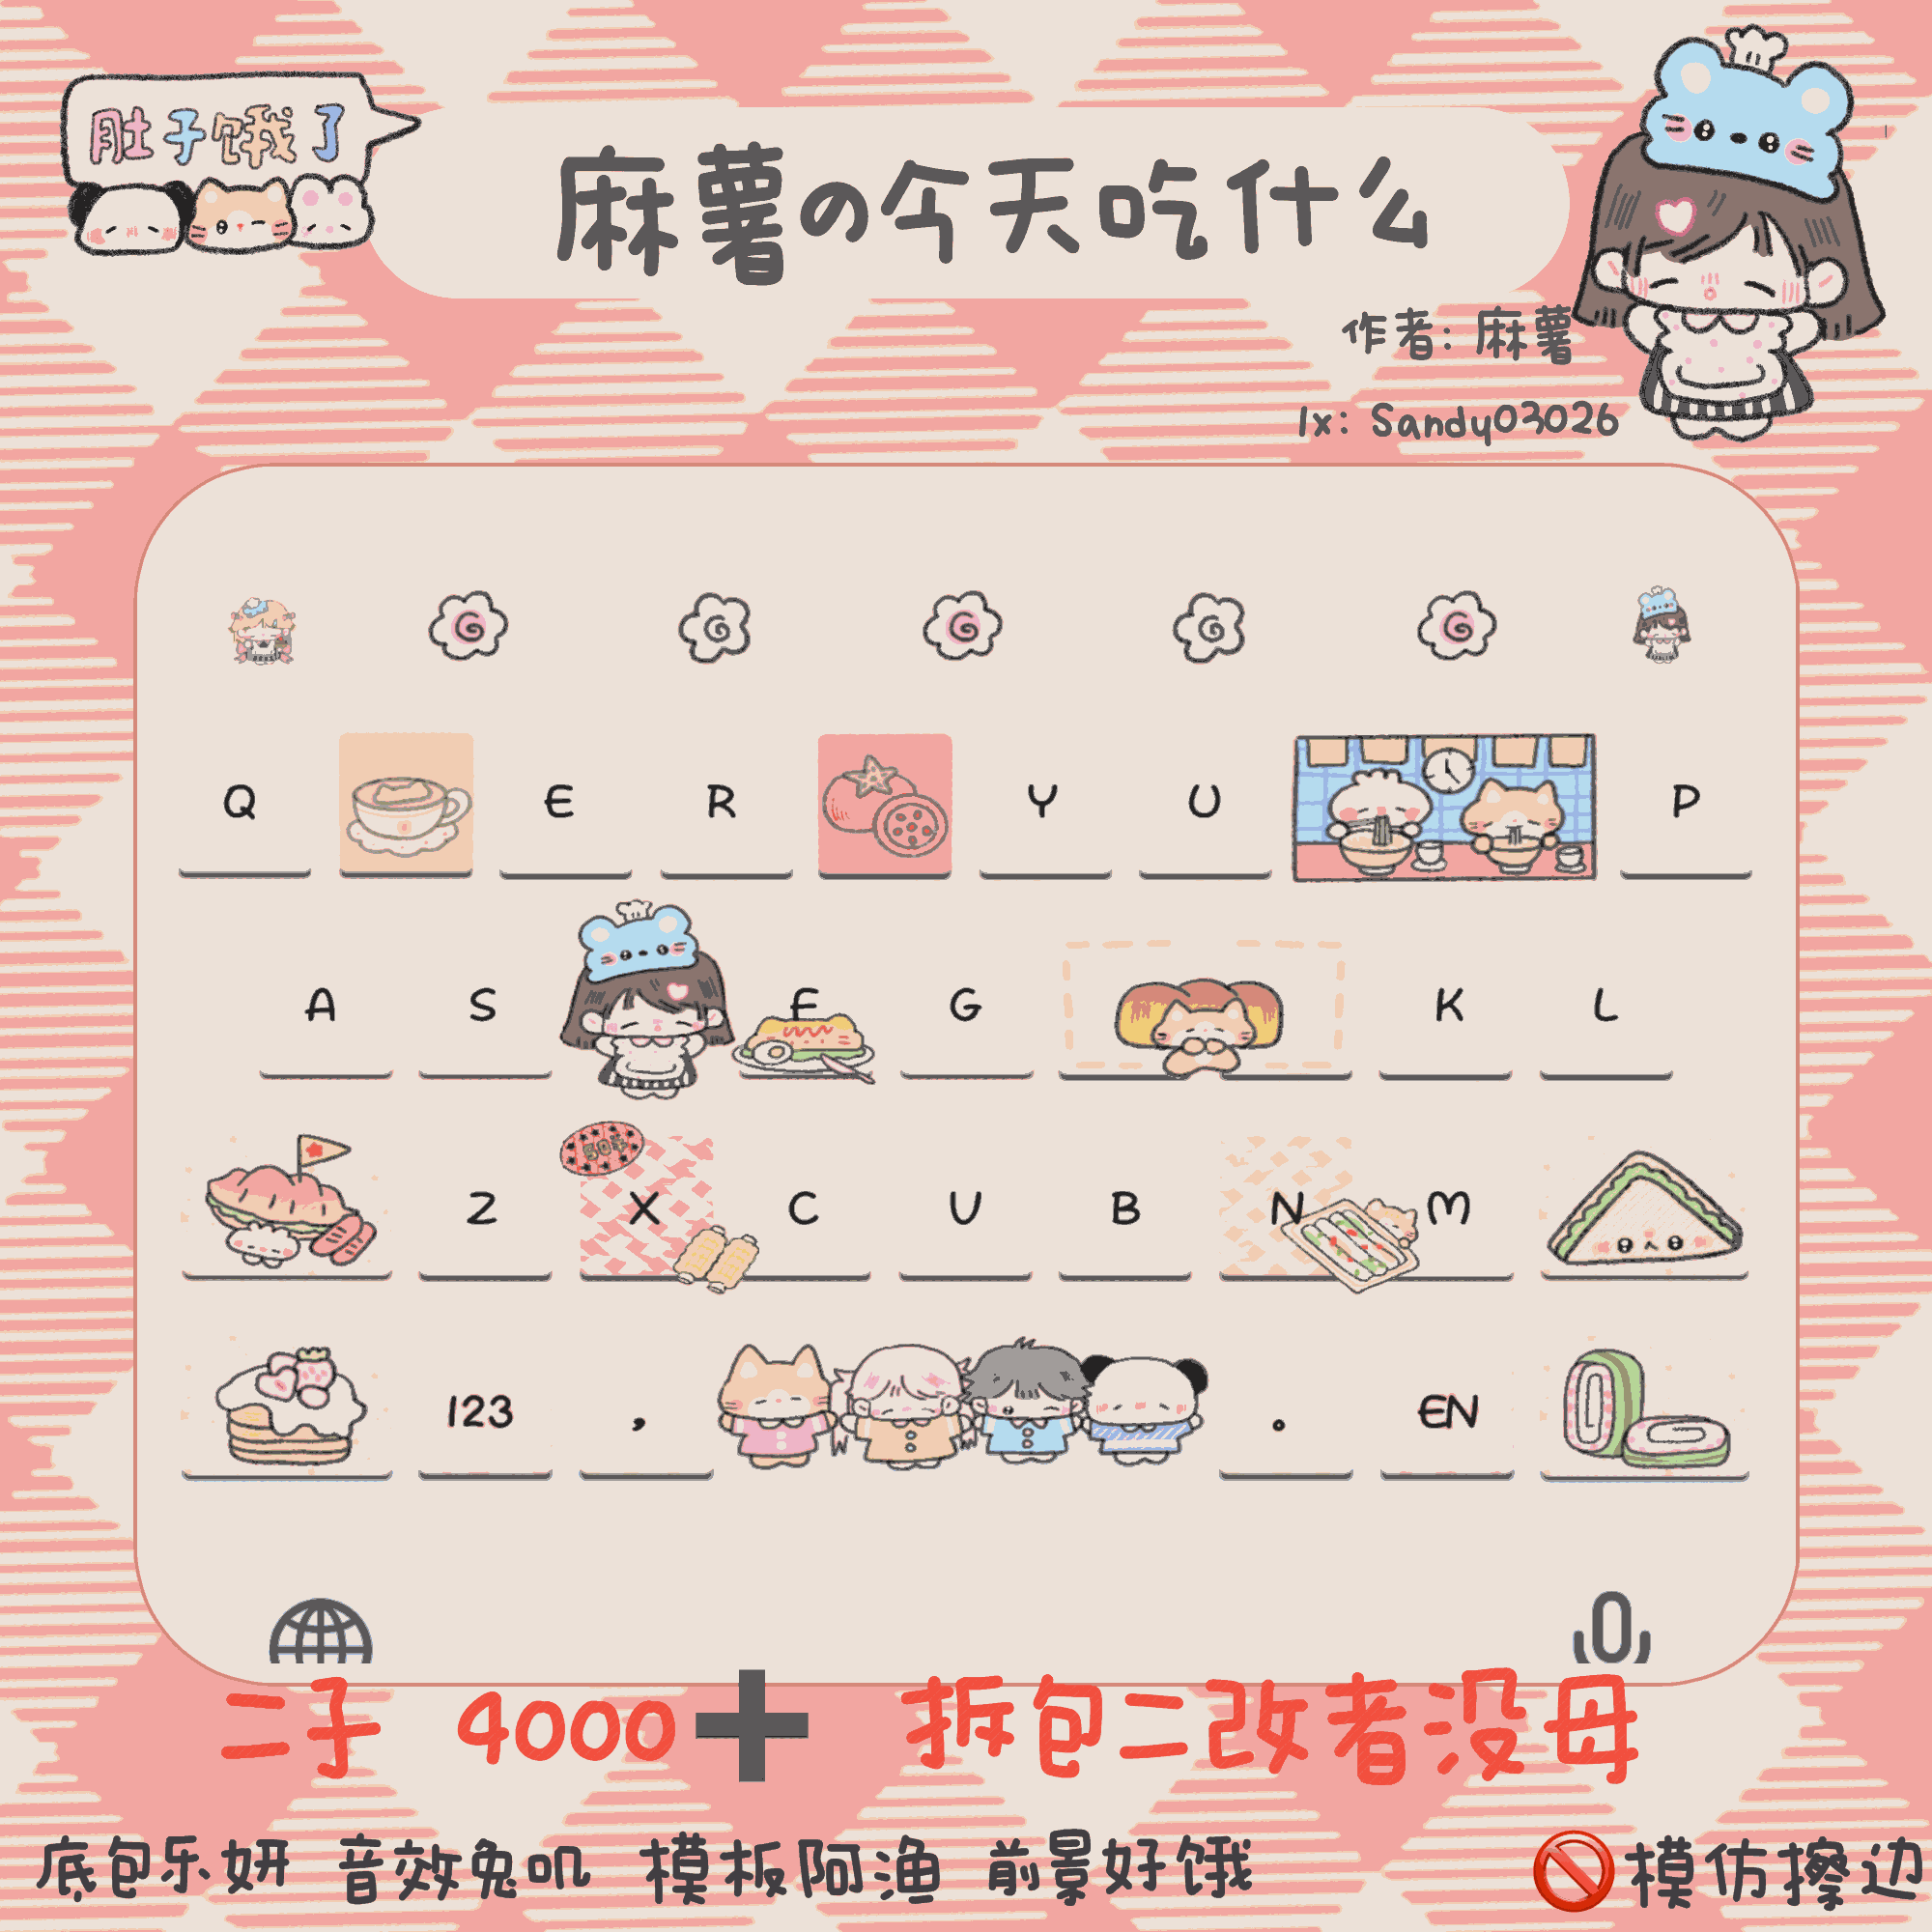 肚子饿了
麻薯の今天吃什么
作者: 麻薯
lx: Sandy03026
Q E R Y U P
A S F G K L
50%
Z X C U B N M
123 , . EN
二子 4000+ 拆包二改者没母
底包乐妍 音效兔叽 模板阿渔 前景好饿 🚫模仿擦边